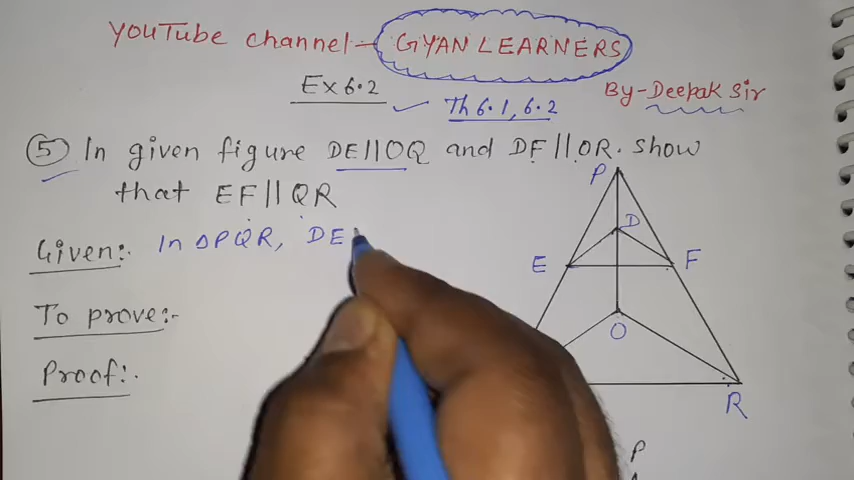 YouTube channel- GYAN LEARNERS
Ex 6.2
Th 6.1, 6.2
By-Deepak Sir
5 In given figure DE||OQ and DF||OR. Show
that EF||QR
Given:- In △PQR, DE
To prove:-
Proof:-
P
D
E
F
O
R
P